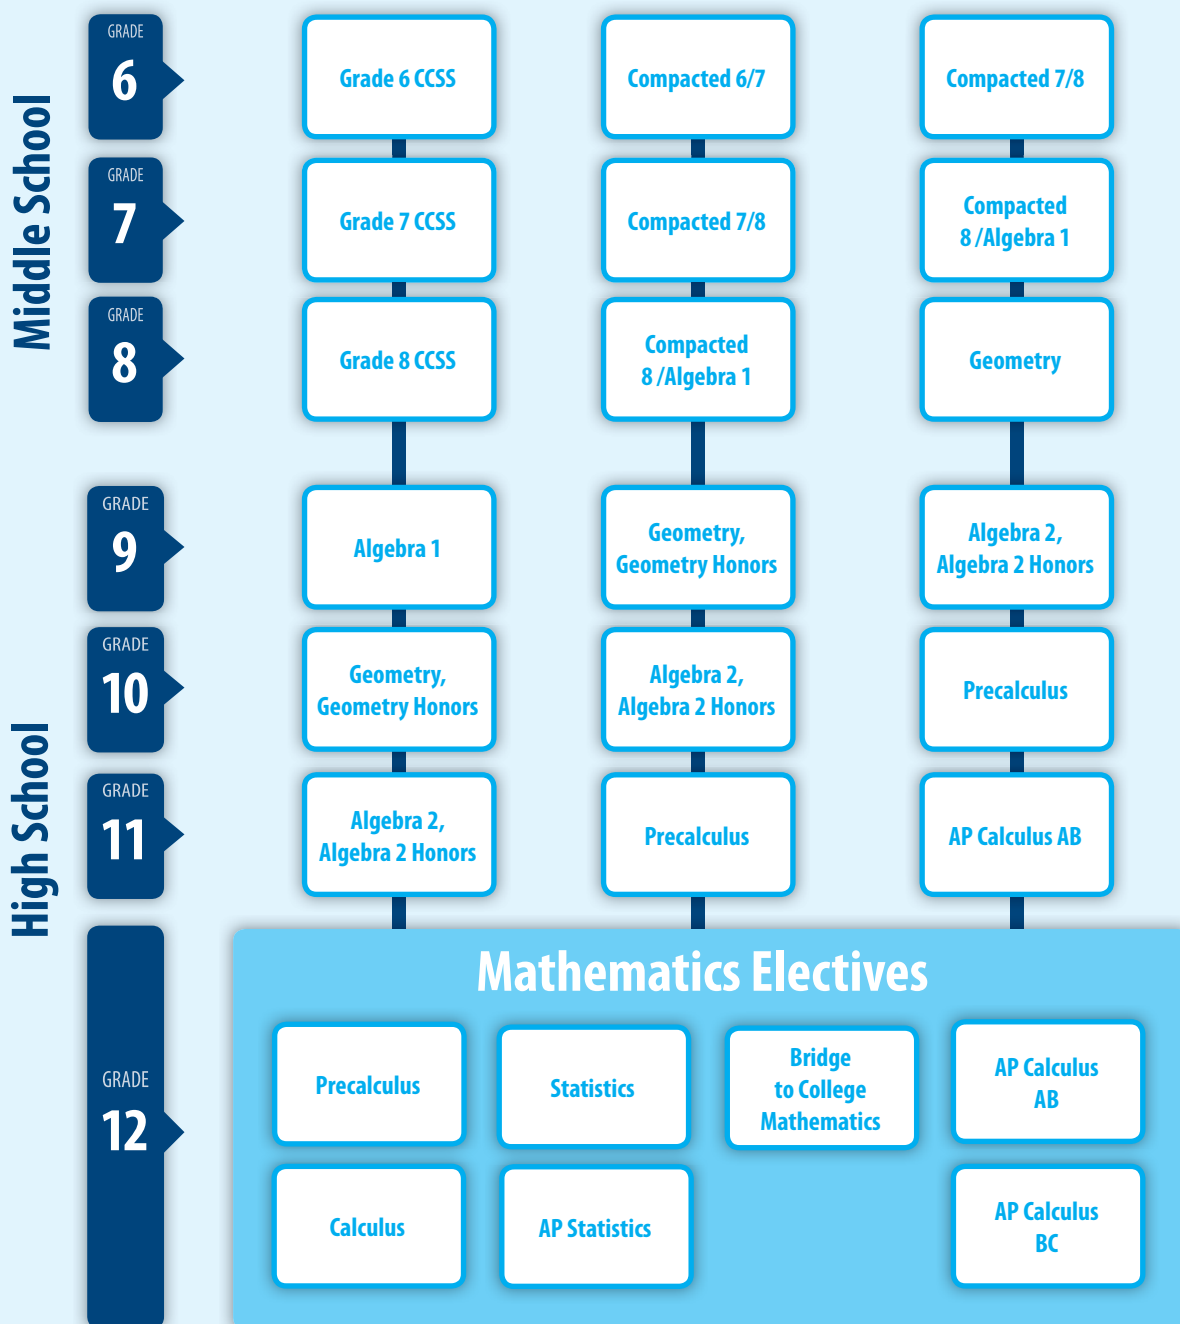 Middle School
GRADE
6
Grade 6 CCSS
Compacted 6/7
Compacted 7/8
GRADE
7
Grade 7 CCSS
Compacted 7/8
Compacted
8 /Algebra 1
GRADE
8
Grade 8 CCSS
Compacted
8 /Algebra 1
Geometry
High School
GRADE
9
Algebra 1
Geometry,
Geometry Honors
Algebra 2,
Algebra 2 Honors
GRADE
10
Geometry,
Geometry Honors
Algebra 2,
Algebra 2 Honors
Precalculus
GRADE
11
Algebra 2,
Algebra 2 Honors
Precalculus
AP Calculus AB
GRADE
12
Mathematics Electives
Precalculus
Statistics
Bridge
to College
Mathematics
AP Calculus
AB
Calculus
AP Statistics
AP Calculus
BC